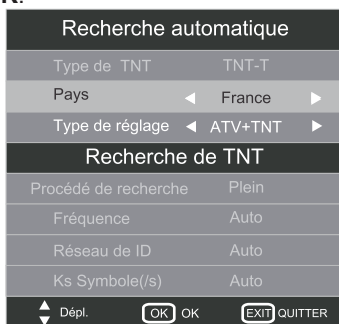 R.
Recherche automatique
Type de TNT TNT-T
Pays France
Type de réglage ATV+TNT
Recherche de TNT
Procédé de recherche Plein
Fréquence Auto
Réseau de ID Auto
Ks Symbole(/s) Auto
Dépl. OK OK EXIT QUITTER